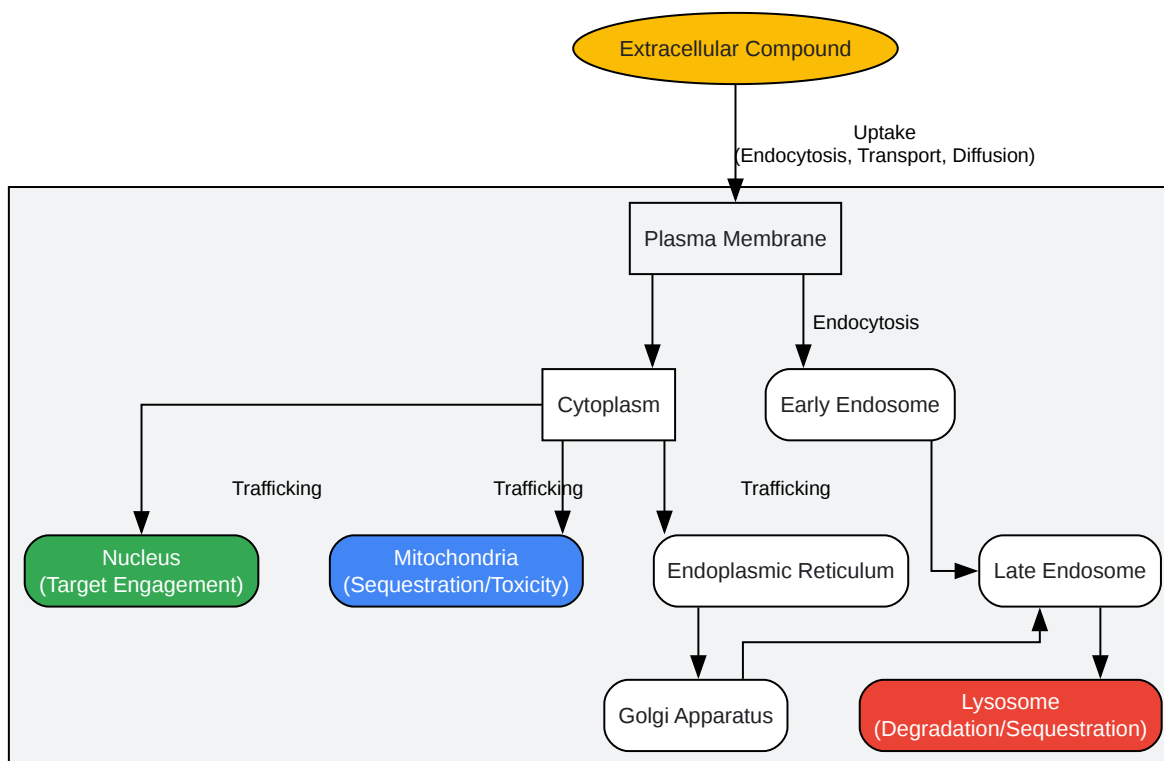 Extracellular Compound
Uptake
(Endocytosis, Transport, Diffusion)
Plasma Membrane
Endocytosis
Cytoplasm
Early Endosome
Trafficking
Trafficking
Trafficking
Nucleus
(Target Engagement)
Mitochondria
(Sequestration/Toxicity)
Endoplasmic Reticulum
Late Endosome
Golgi Apparatus
Lysosome
(Degradation/Sequestration)